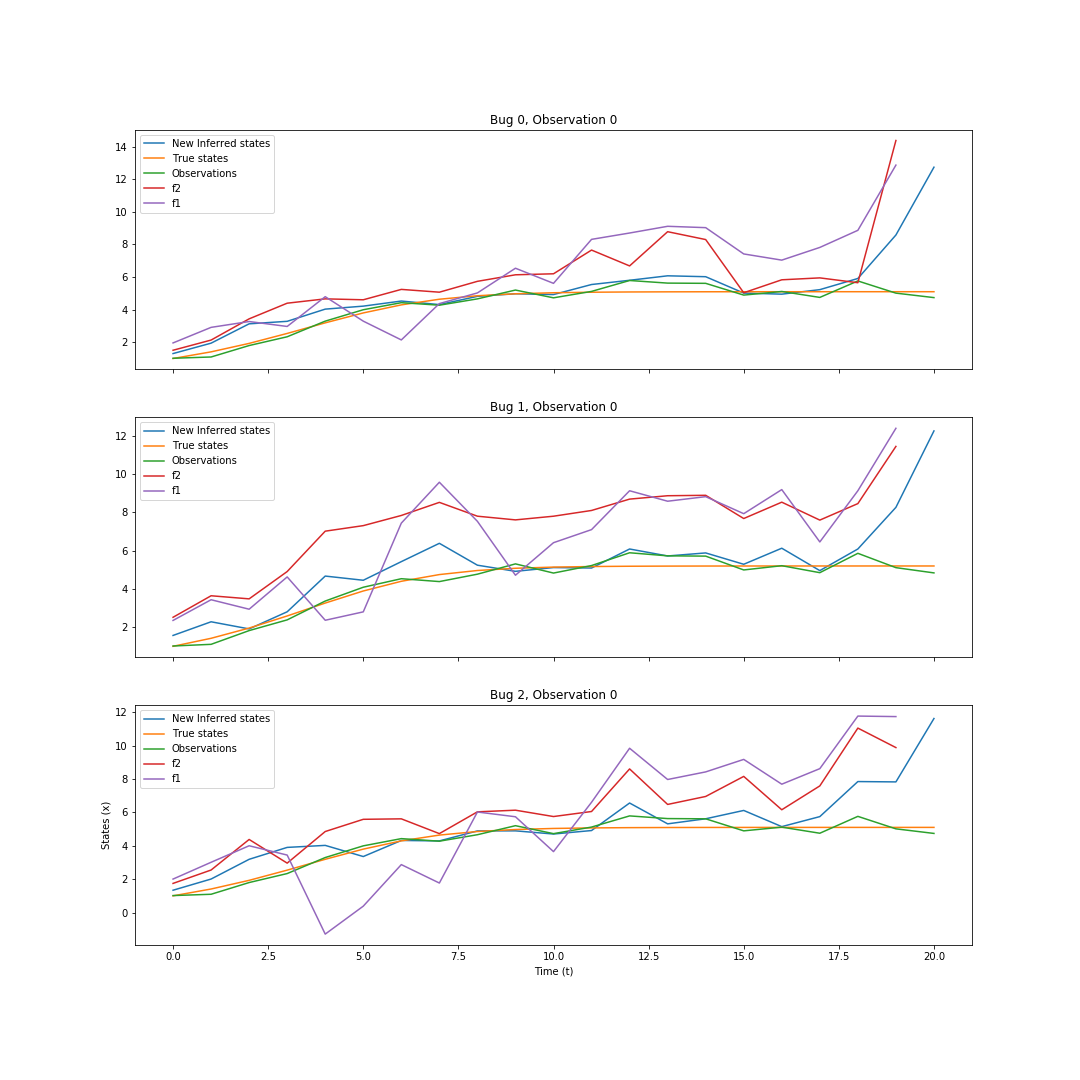 Bug 0, Observation 0
New Inferred states
True states
Observations
f2
f1
14
12
10
8
6
4
2
Bug 1, Observation 0
New Inferred states
True states
Observations
f2
f1
12
10
8
6
4
2
Bug 2, Observation 0
New Inferred states
True states
Observations
f2
f1
12
10
8
6
4
2
0
States (x)
0.0 2.5 5.0 7.5 10.0 12.5 15.0 17.5 20.0
Time (t)